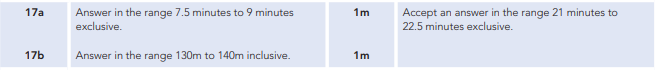 17a Answer in the range 7.5 minutes to 9 minutes exclusive. 1m Accept an answer in the range 21 minutes to 22.5 minutes exclusive.
17b Answer in the range 130m to 140m inclusive. 1m